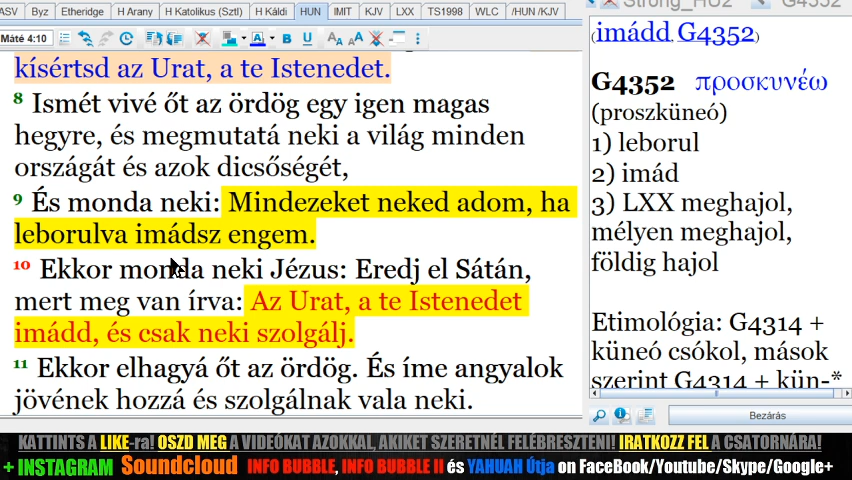 ASV Byz Etheridge H Arany H Katolikus (Sztl) H Káldi HUN IMIT KJV LXX TS1998 WLC /HUN /KJV
Máté 4:10
B U
kísértsd az Urat, a te Istenedet.
8 Ismét vivé őt az ördög egy igen magas
hegyre, és megmutatá neki a világ minden
országát és azok dicsőségét,
9 És monda neki: Mindezeket neked adom, ha
leborulva imádsz engem.
10 Ekkor monda neki Jézus: Eredj el Sátán,
mert meg van írva: Az Urat, a te Istenedet
imádd, és csak neki szolgálj.
11 Ekkor elhagyá őt az ördög. És íme angyalok
jövének hozzá és szolgálnak vala neki.
Strong_HU2 G4352
(imádd G4352)
G4352 προσκυνέω
(proszküneó)
1) leborul
2) imád
3) LXX meghajol,
mélyen meghajol,
földig hajol
Etimológia: G4314 +
küneó csókol, mások
szerint G4314 + kün-*
Bezárás
KATTINTS A LIKE-ra! OSZD MEG A VIDEÓKAT AZOKKAL, AKIKET SZERETNÉL FELÉBRESZTENI! IRATKOZZ FEL A CSATORNÁRA!
+ INSTAGRAM Soundcloud INFO BUBBLE, INFO BUBBLE II és YAHUAH Útja on FaceBook/Youtube/Skype/Google+